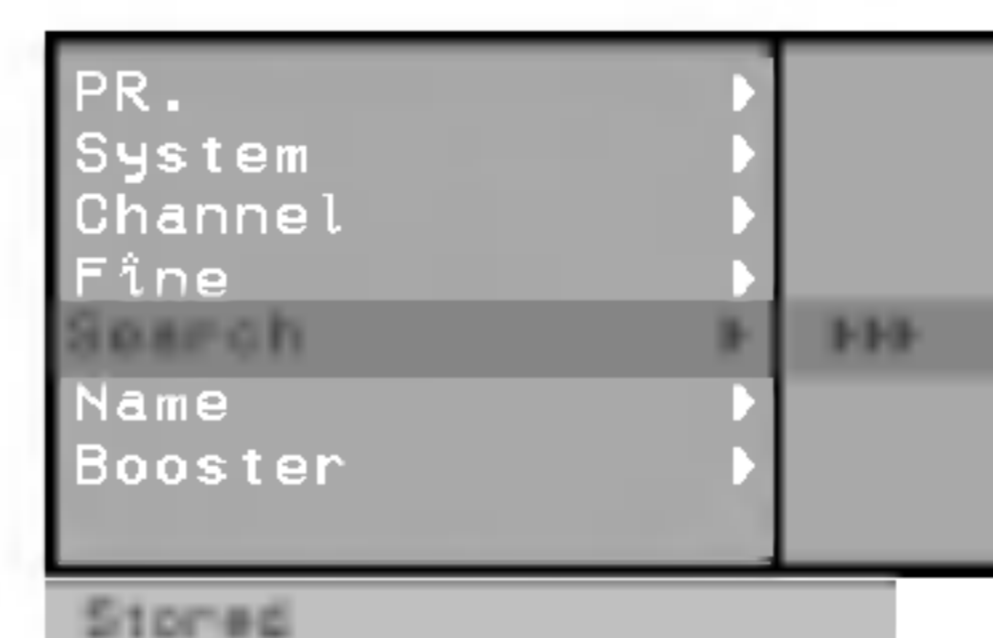 PR.
System
Channel
Fine
Search
Name
Booster
Stored